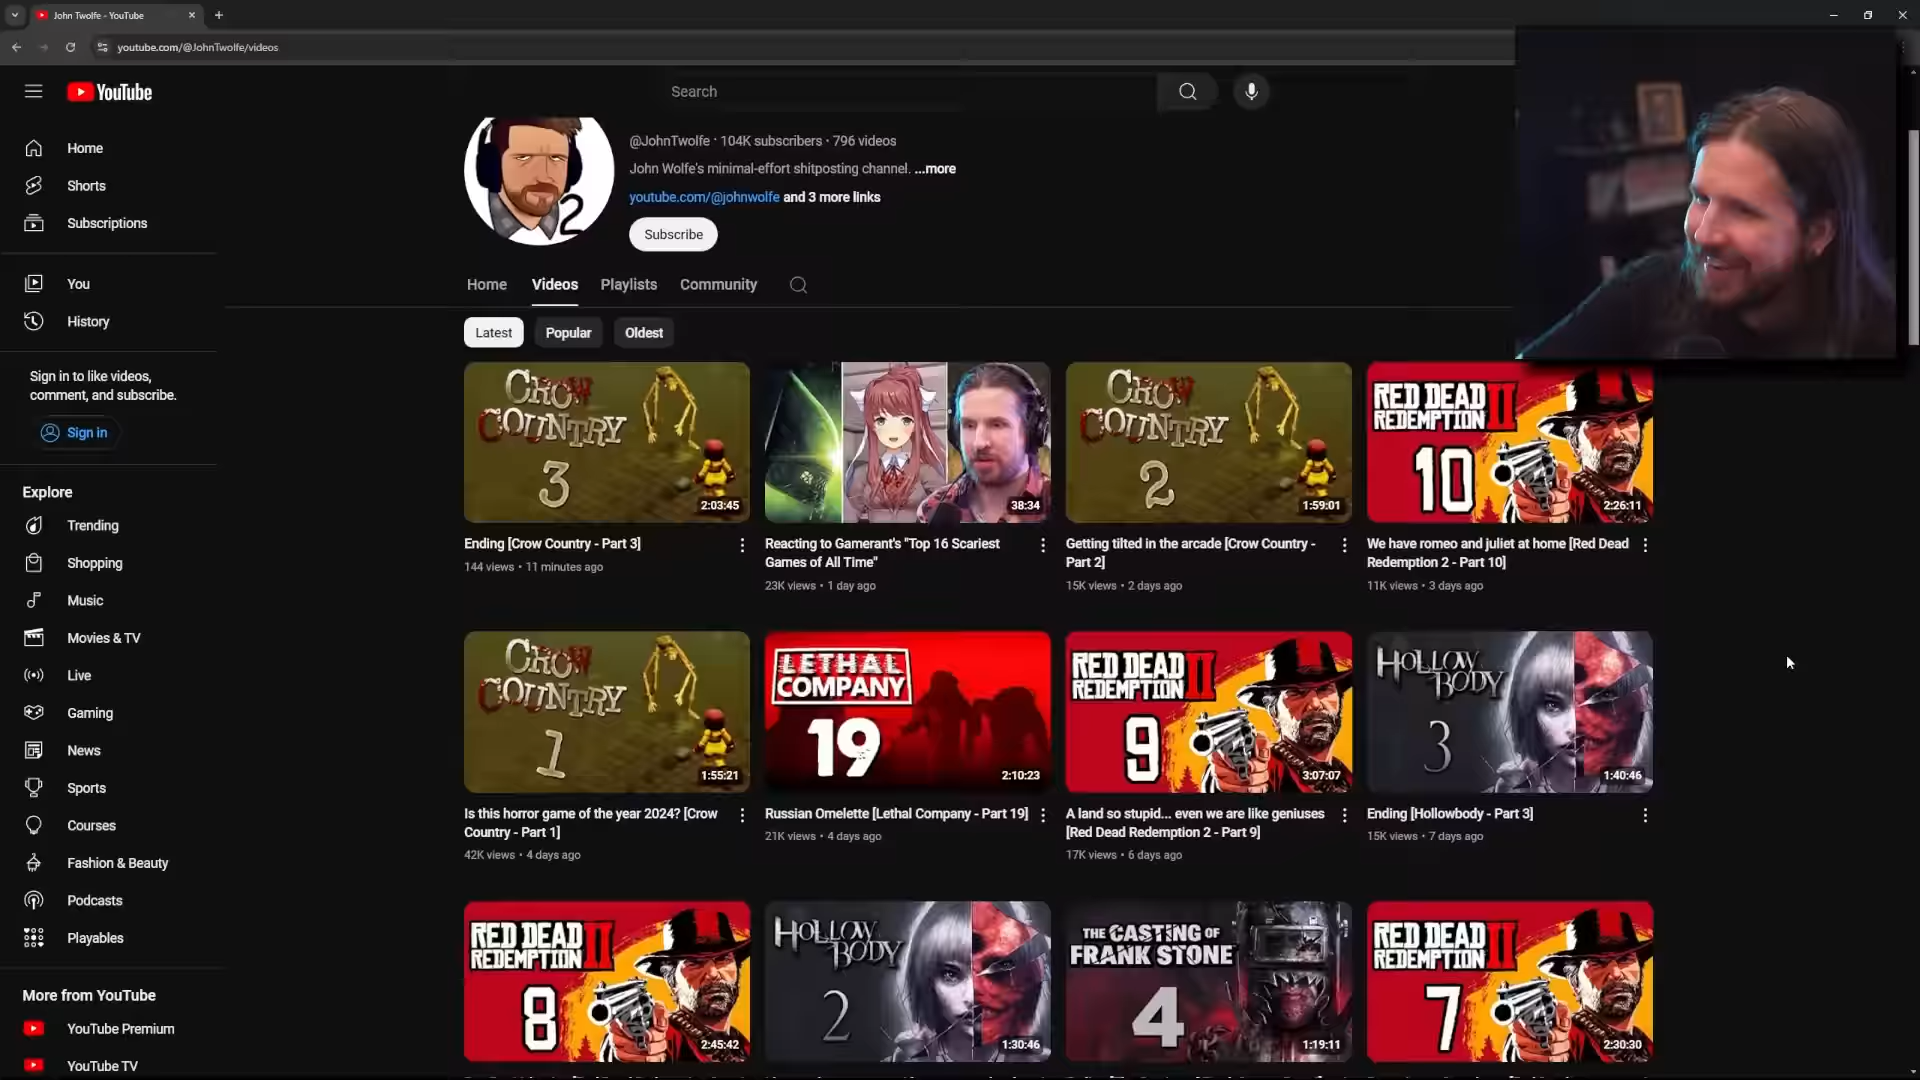 John Twolfe - YouTube
youtube.com/@JohnTwolfe/videos
YouTube
Search
Home
Shorts
Subscriptions
You
History
Sign in to like videos,
comment, and subscribe.
Sign in
Explore
Trending
Shopping
Music
Movies & TV
Live
Gaming
News
Sports
Courses
Fashion & Beauty
Podcasts
Playables
More from YouTube
YouTube Premium
YouTube TV
2
@JohnTwolfe · 104K subscribers · 796 videos
John Wolfe's minimal-effort shitposting channel. ...more
youtube.com/@johnwolfe and 3 more links
Subscribe
Home Videos Playlists Community
Latest Popular Oldest
CROW
COUNTRY
3
2:03:45
Ending [Crow Country - Part 3]
144 views • 11 minutes ago
38:34
Reacting to Gamerant's "Top 16 Scariest
Games of All Time"
23K views • 1 day ago
CROW
COUNTRY
2
1:59:01
Getting tilted in the arcade [Crow Country -
Part 2]
15K views • 2 days ago
RED DEAD
REDEMPTION II
10
2:26:11
We have romeo and juliet at home [Red Dead
Redemption 2 - Part 10]
11K views • 3 days ago
CROW
COUNTRY
1
1:55:21
Is this horror game of the year 2024? [Crow
Country - Part 1]
42K views • 4 days ago
LETHAL
COMPANY
19
2:10:23
Russian Omelette [Lethal Company - Part 19]
21K views • 4 days ago
RED DEAD
REDEMPTION II
9
3:07:07
A land so stupid... even we are like geniuses
[Red Dead Redemption 2 - Part 9]
17K views • 6 days ago
HOLLOW
BODY
3
1:40:46
Ending [Hollowbody - Part 3]
15K views • 7 days ago
RED DEAD
REDEMPTION II
8
2:45:42
HOLLOW
BODY
2
1:30:46
THE CASTING OF
FRANK STONE
4
1:19:11
RED DEAD
REDEMPTION II
7
2:30:30